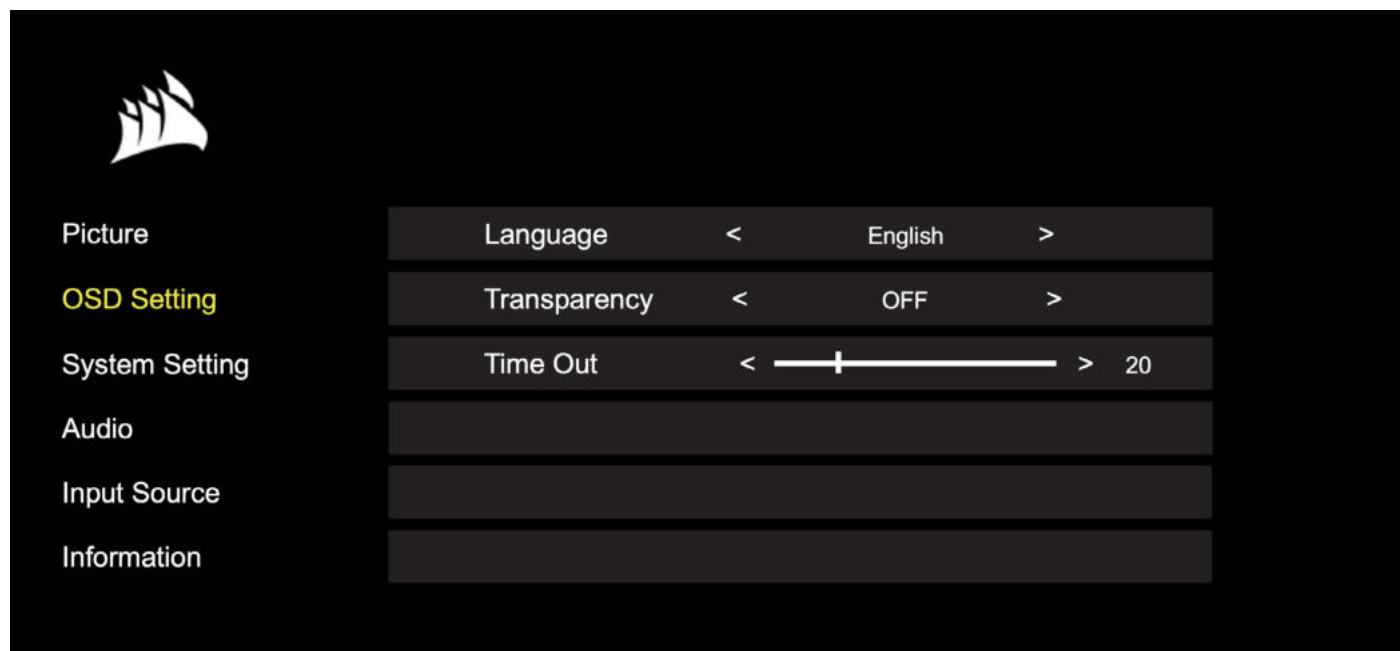 Picture Language < English >
OSD Setting Transparency < OFF >
System Setting Time Out < > 20
Audio
Input Source
Information